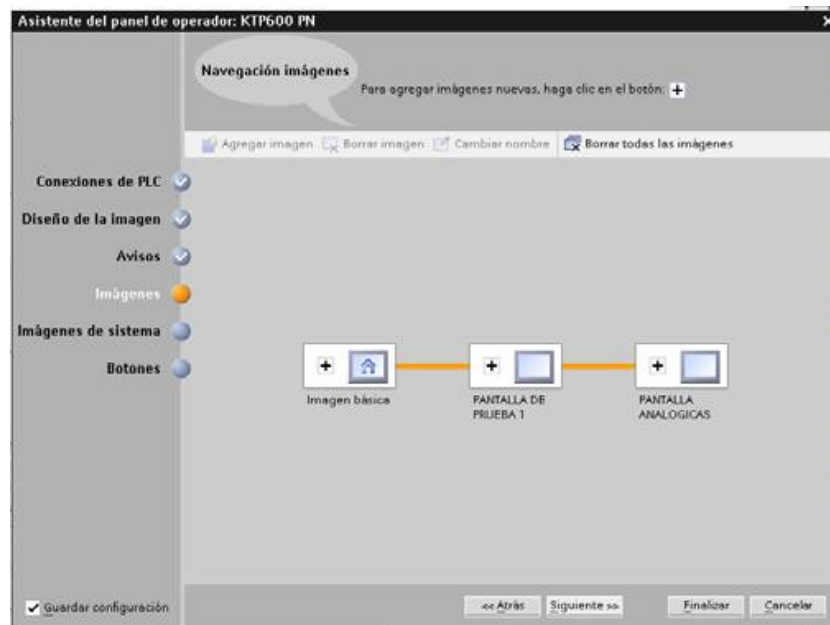 Asistente del panel de operador: KTP600 PN
Navegación imágenes
Para agregar imágenes nuevas, haga clic en el botón:
Agregar imagen
Borrar imagen
Cambiar nombre
Borrar todas las imágenes
Conexiones de PLC
Diseño de la imagen
Avisos
Imágenes
Imágenes de sistema
Botones
Imagen básica
PANTALLA DE
PRUEBA 1
PANTALLA
ANALOGICAS
Guardar configuración
<< Atrás
Siguiente >>
Finalizar
Cancelar